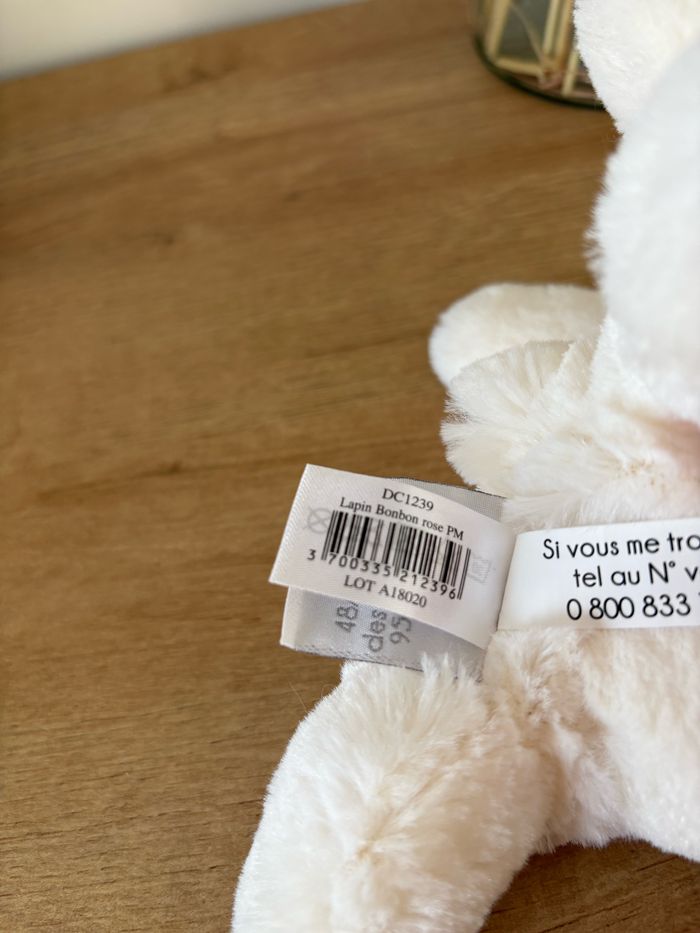 DC1239
Lapin Bonbon rose PM
3 700335 212396
LOT A18020
48
des
95
Si vous me tro
tel au N° v
0 800 833